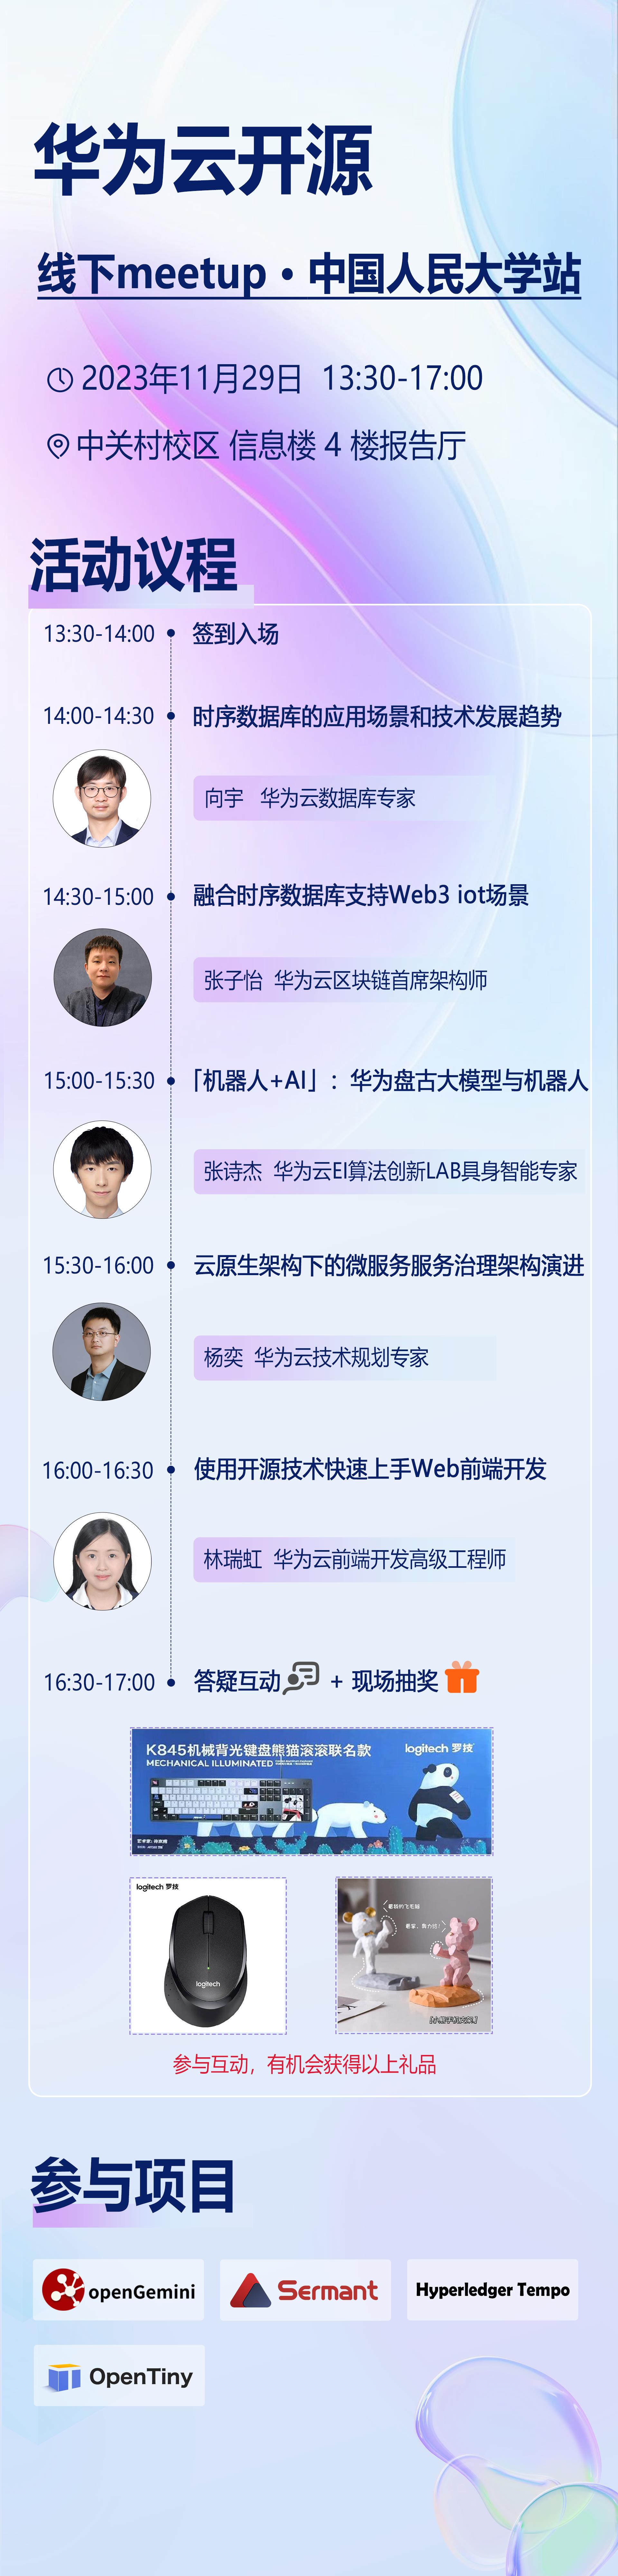 华为云开源
线下meetup·中国人民大学站
2023年11月29日 13:30-17:00
中关村校区 信息楼 4 楼报告厅
活动议程
13:30-14:00 签到入场
14:00-14:30 时序数据库的应用场景和技术发展趋势
向宇 华为云数据库专家
14:30-15:00 融合时序数据库支持Web3 iot场景
张子怡 华为云区块链首席架构师
15:00-15:30 「机器人+AI」：华为盘古大模型与机器人
张诗杰 华为云EI算法创新LAB具身智能专家
15:30-16:00 云原生架构下的微服务服务治理架构演进
杨奕 华为云技术规划专家
16:00-16:30 使用开源技术快速上手Web前端开发
林瑞虹 华为云前端开发高级工程师
16:30-17:00 答疑互动 + 现场抽奖
K845机械背光键盘熊猫滚滚联名款 logitech 罗技
MECHANICAL ILLUMINATED
logitech 罗技
logitech
参与互动，有机会获得以上礼品
参与项目
openGemini
Sermant
Hyperledger Tempo
OpenTiny